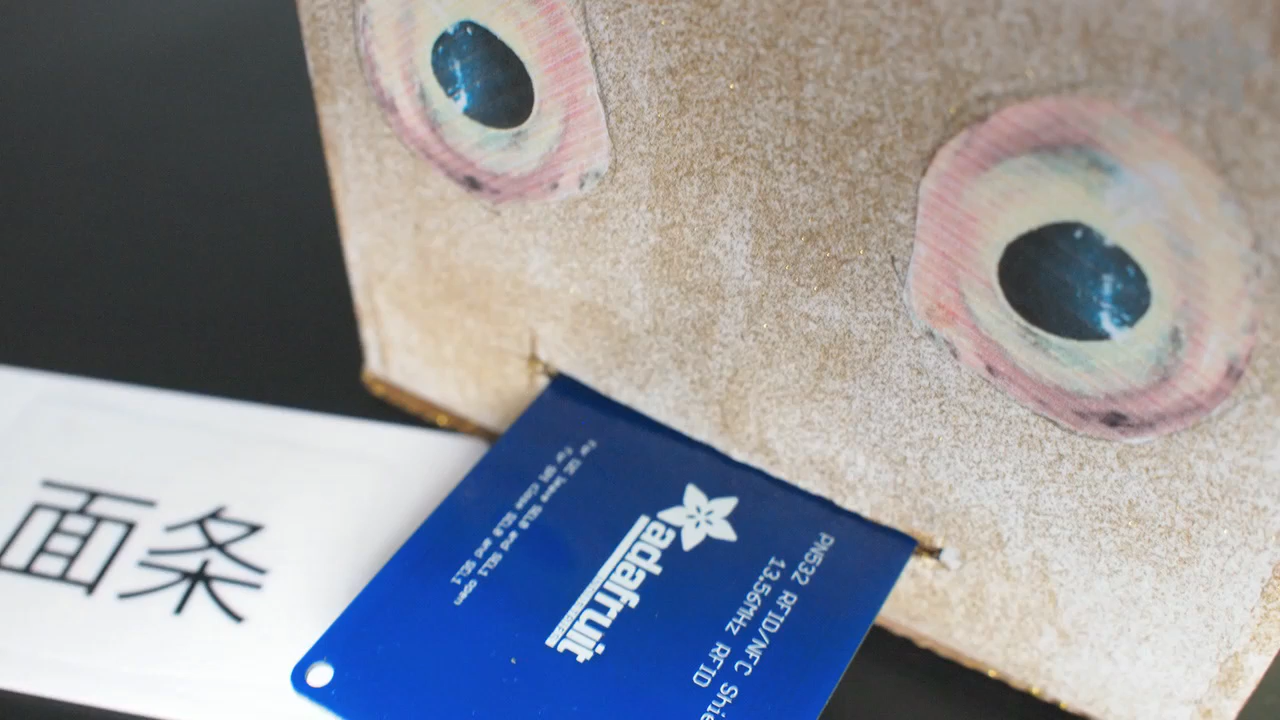 面条
for I2C leave SEL0 and SEL1 open
for SPI close SEL0 and SEL1
adafruit
PN532 RFID/NFC Shie
13.56MHz RFID